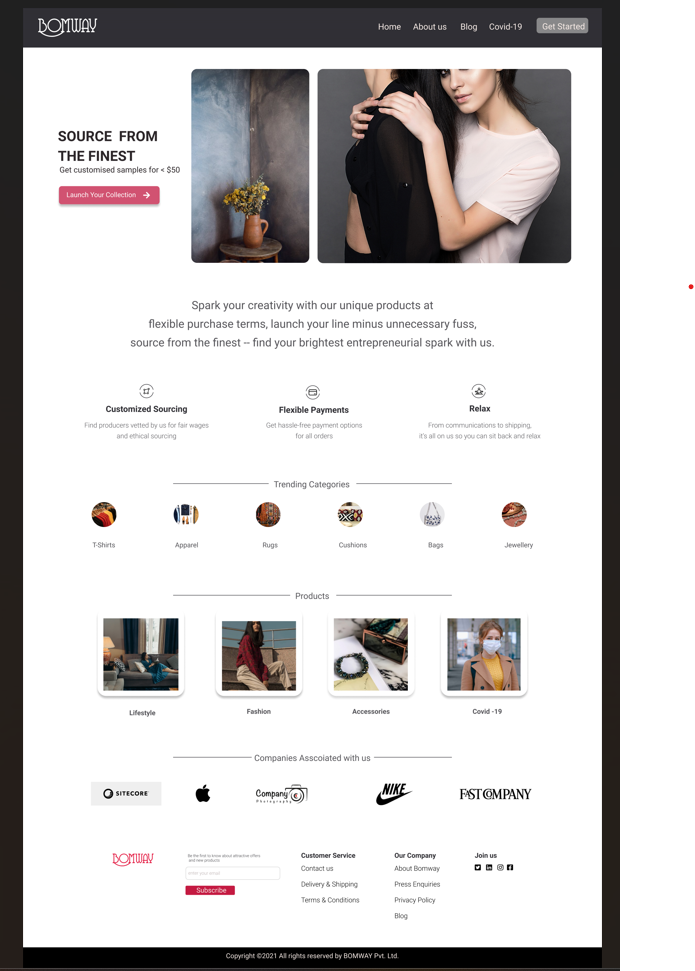 BOMWAY
Home About us Blog Covid-19 Get Started
SOURCE FROM
THE FINEST
Get customised samples for < $50
Launch Your Collection
Spark your creativity with our unique products at
flexible purchase terms, launch your line minus unnecessary fuss,
source from the finest -- find your brightest entrepreneurial spark with us.
Customized Sourcing
Find producers vetted by us for fair wages
and ethical sourcing
Flexible Payments
Get hassle-free payment options
for all orders
Relax
From communications to shipping,
it's all on us so you can sit back and relax
Trending Categories
T-Shirts Apparel Rugs Cushions Bags Jewellery
Products
Lifestyle Fashion Accessories Covid -19
Companies Asscoiated with us
SITECORE
Company
Photography
NIKE
FAST COMPANY
BOMWAY
Be the first to know about attractive offers
and new products
enter your email
Subscribe
Customer Service
Contact us
Delivery & Shipping
Terms & Conditions
Our Company
About Bomway
Press Enquiries
Privacy Policy
Blog
Join us
Copyright ©2021 All rights reserved by BOMWAY Pvt. Ltd.